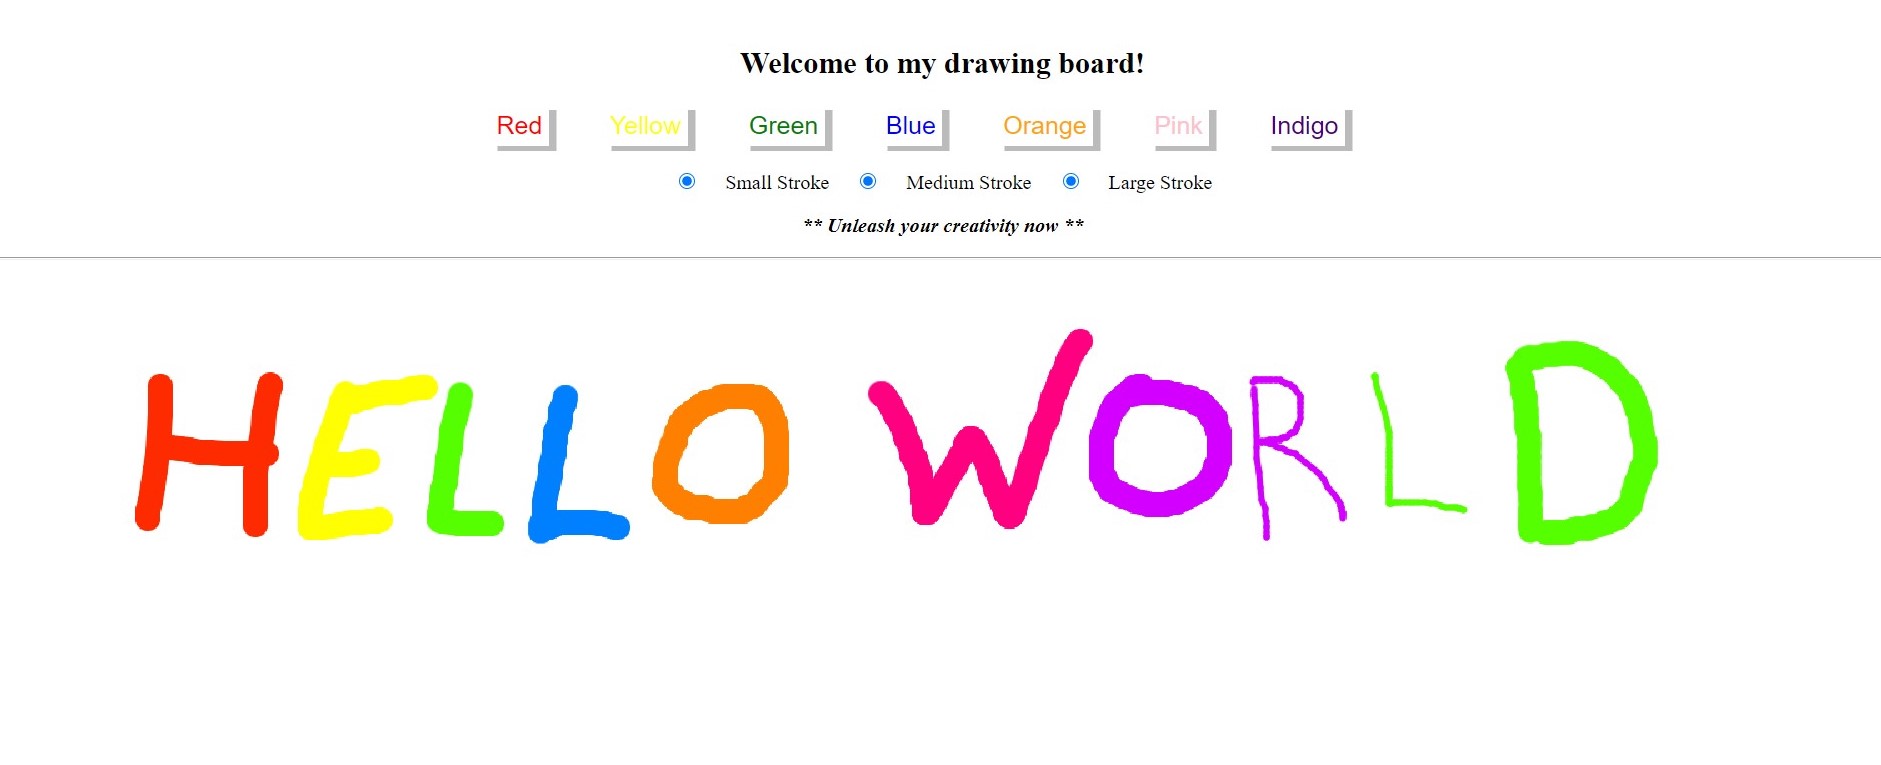 Welcome to my drawing board!
Red Yellow Green Blue Orange Pink Indigo
Small Stroke Medium Stroke Large Stroke
** Unleash your creativity now **
HELLO WORLD